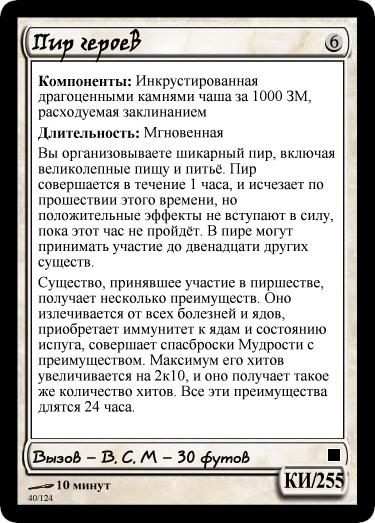 Пир героев
6
Компоненты: Инкрустированная
драгоценными камнями чаша за 1000 ЗМ,
расходуемая заклинанием
Длительность: Мгновенная
Вы организовываете шикарный пир, включая
великолепные пищу и питьё. Пир
совершается в течение 1 часа, и исчезает по
прошествии этого времени, но
положительные эффекты не вступают в силу,
пока этот час не пройдёт. В пире могут
принимать участие до двенадцати других
существ.
Существо, принявшее участие в пиршестве,
получает несколько преимуществ. Оно
излечивается от всех болезней и ядов,
приобретает иммунитет к ядам и состоянию
испуга, совершает спасброски Мудрости с
преимуществом. Максимум его хитов
увеличивается на 2к10, и оно получает такое
же количество хитов. Все эти преимущества
длятся 24 часа.
Вызов – В, С, М – 30 футов
КИ/255
10 минут
40/124